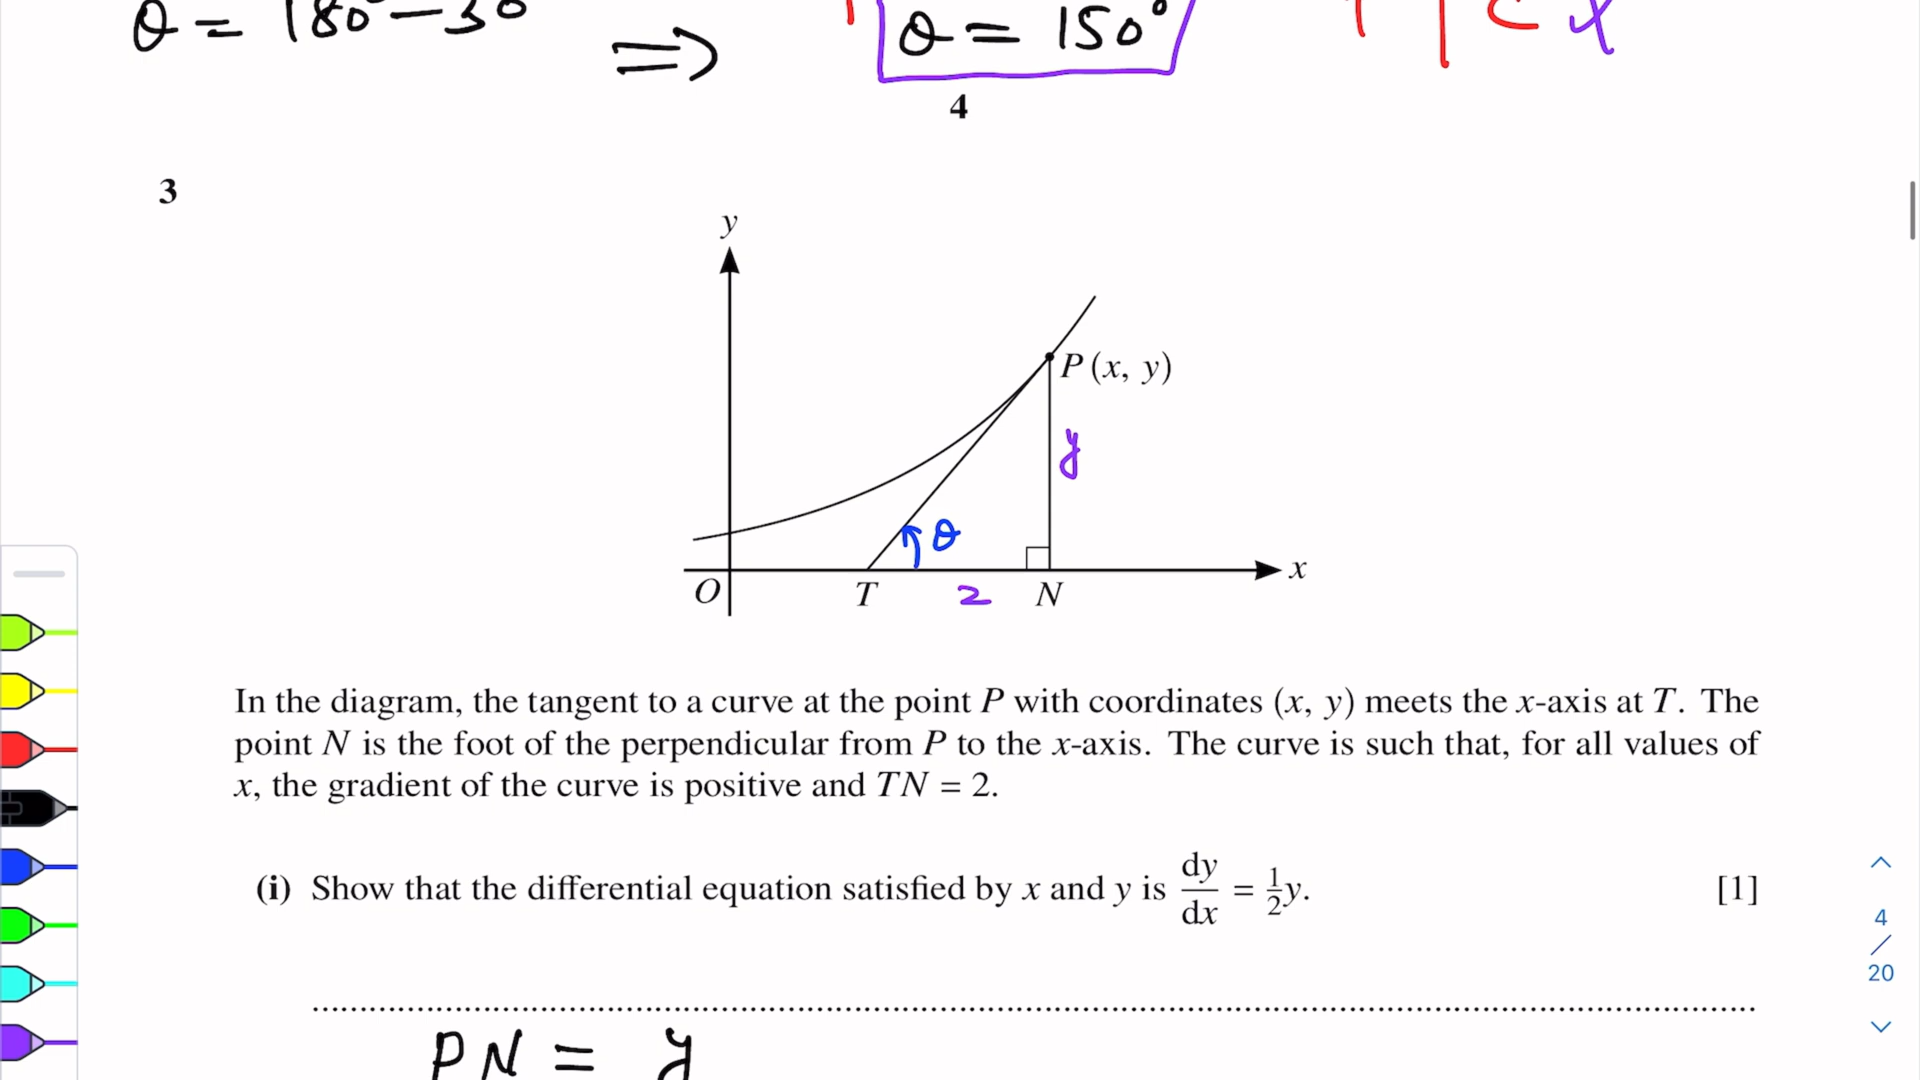 θ = 180° - 30
⇒
θ = 150°
4
3
y
P (x, y)
y
θ
x
O
T
2
N
In the diagram, the tangent to a curve at the point P with coordinates (x, y) meets the x-axis at T. The
point N is the foot of the perpendicular from P to the x-axis. The curve is such that, for all values of
x, the gradient of the curve is positive and TN = 2.
(i) Show that the differential equation satisfied by x and y is dy/dx = ½y. [1]
4
/
20
PN = y